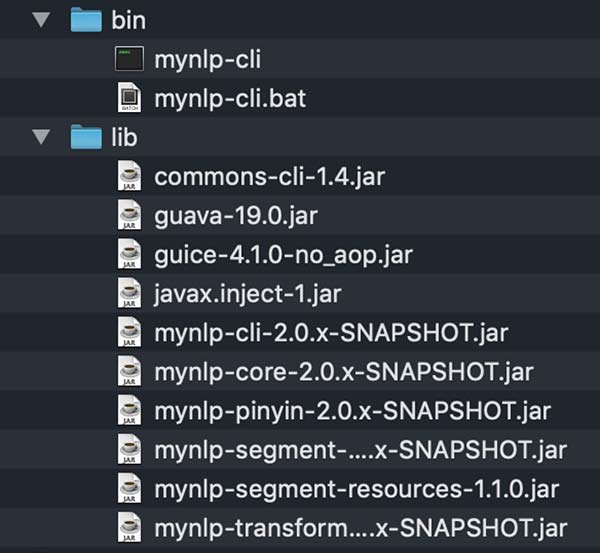 bin
mynlp-cli
mynlp-cli.bat
lib
commons-cli-1.4.jar
guava-19.0.jar
guice-4.1.0-no_aop.jar
javax.inject-1.jar
mynlp-cli-2.0.x-SNAPSHOT.jar
mynlp-core-2.0.x-SNAPSHOT.jar
mynlp-pinyin-2.0.x-SNAPSHOT.jar
mynlp-segment-....x-SNAPSHOT.jar
mynlp-segment-resources-1.1.0.jar
mynlp-transform....x-SNAPSHOT.jar